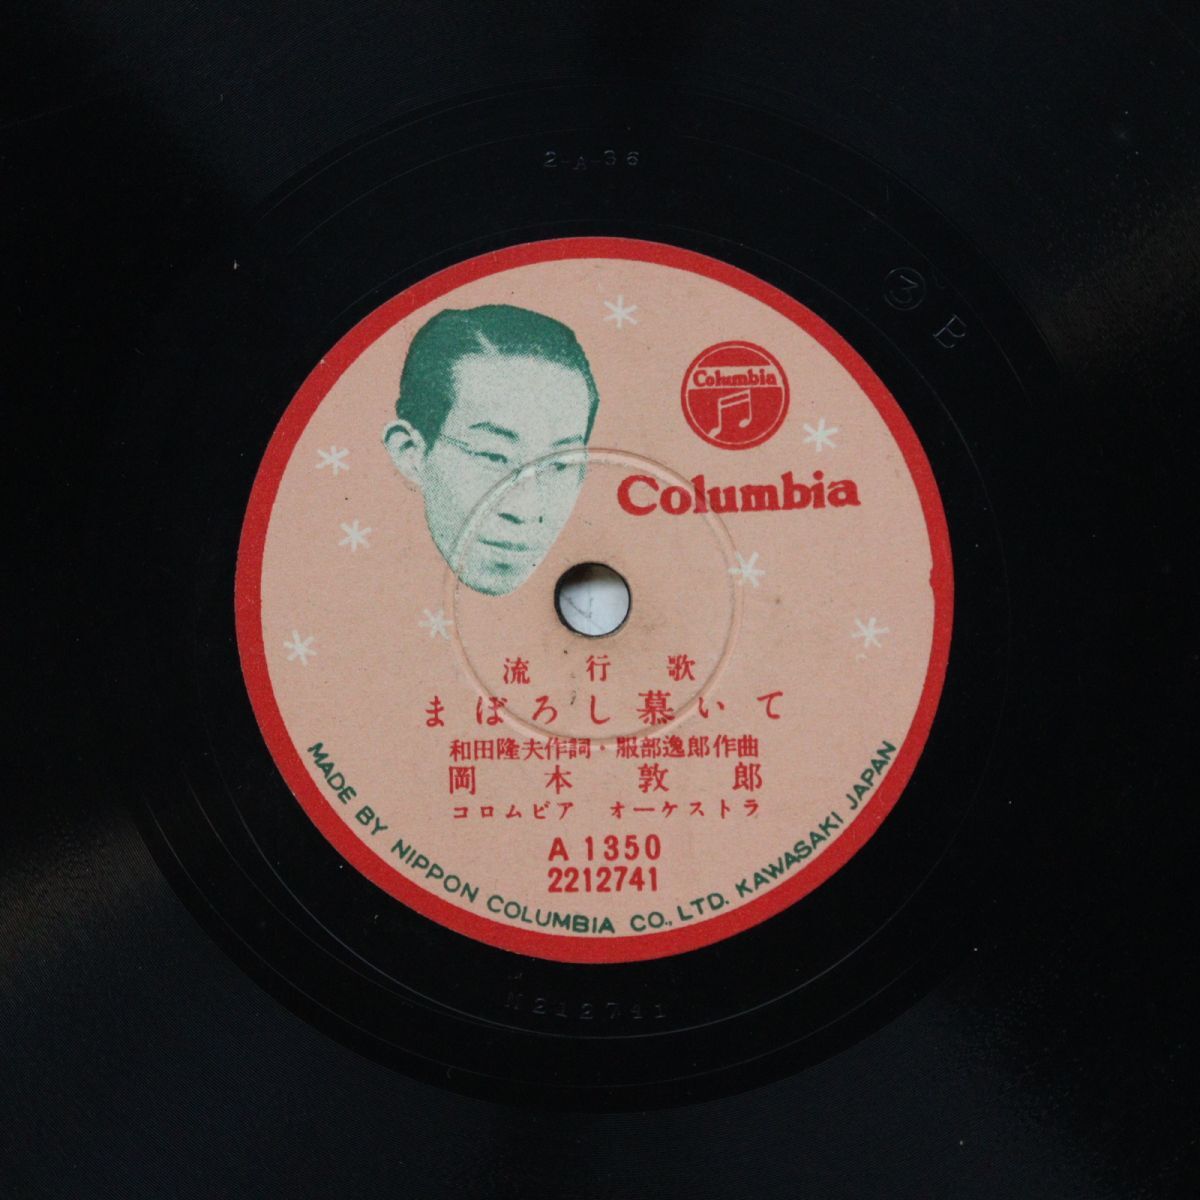 2-A-36
③ B
Columbia
Columbia
流行歌
まぼろし慕いて
和田隆夫作詞・服部逸郎作曲
岡本敦郎
コロムビア オーケストラ
A 1350
2212741
MADE BY NIPPON COLUMBIA CO., LTD. KAWASAKI JAPAN
212741